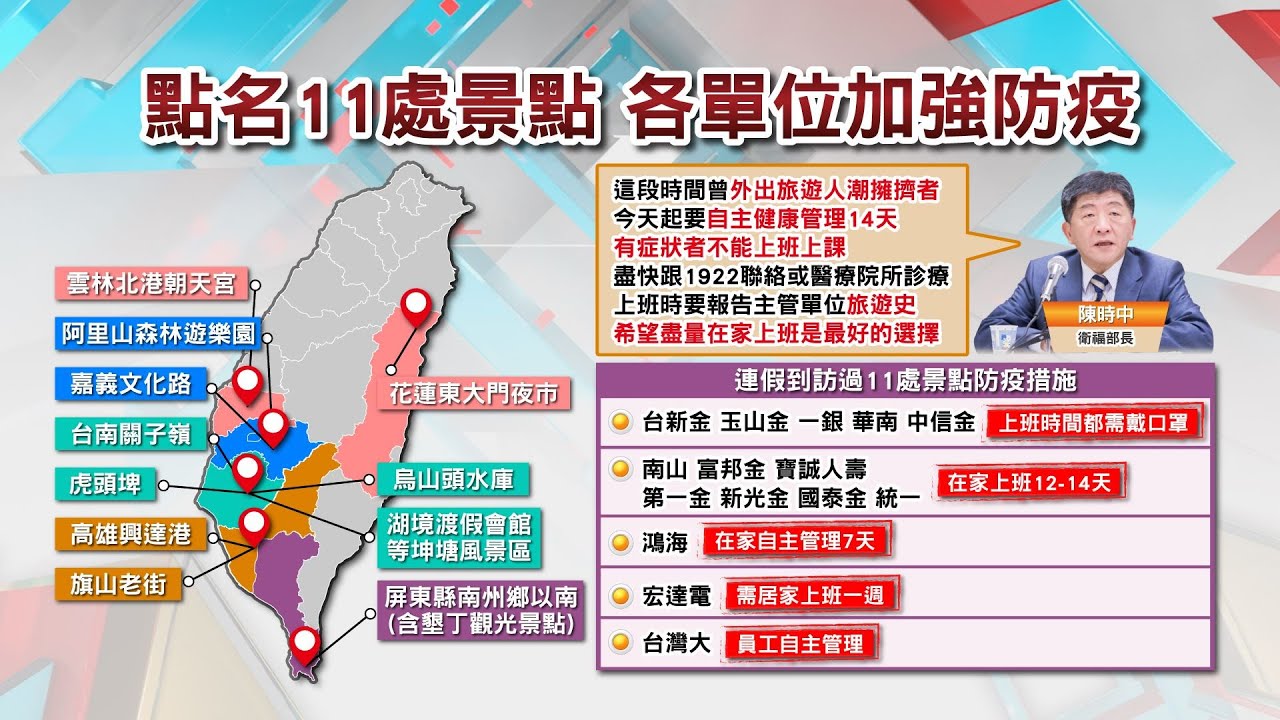 點名11處景點 各單位加強防疫
雲林北港朝天宮
阿里山森林遊樂園
嘉義文化路
台南關子嶺
虎頭埤
高雄興達港
旗山老街
花蓮東大門夜市
烏山頭水庫
湖境渡假會館
等坤塘風景區
屏東縣南州鄉以南
(含墾丁觀光景點)
這段時間曾外出旅遊人潮擁擠者
今天起要自主健康管理14天
有症狀者不能上班上課
盡快跟1922聯絡或醫療院所診療
上班時要報告主管單位旅遊史
希望盡量在家上班是最好的選擇
陳時中
衛福部長
連假到訪過11處景點防疫措施
台新金 玉山金 一銀 華南 中信金 上班時間都需戴口罩
南山 富邦金 寶誠人壽
第一金 新光金 國泰金 統一
在家上班12-14天
鴻海 在家自主管理7天
宏達電 需居家上班一週
台灣大 員工自主管理